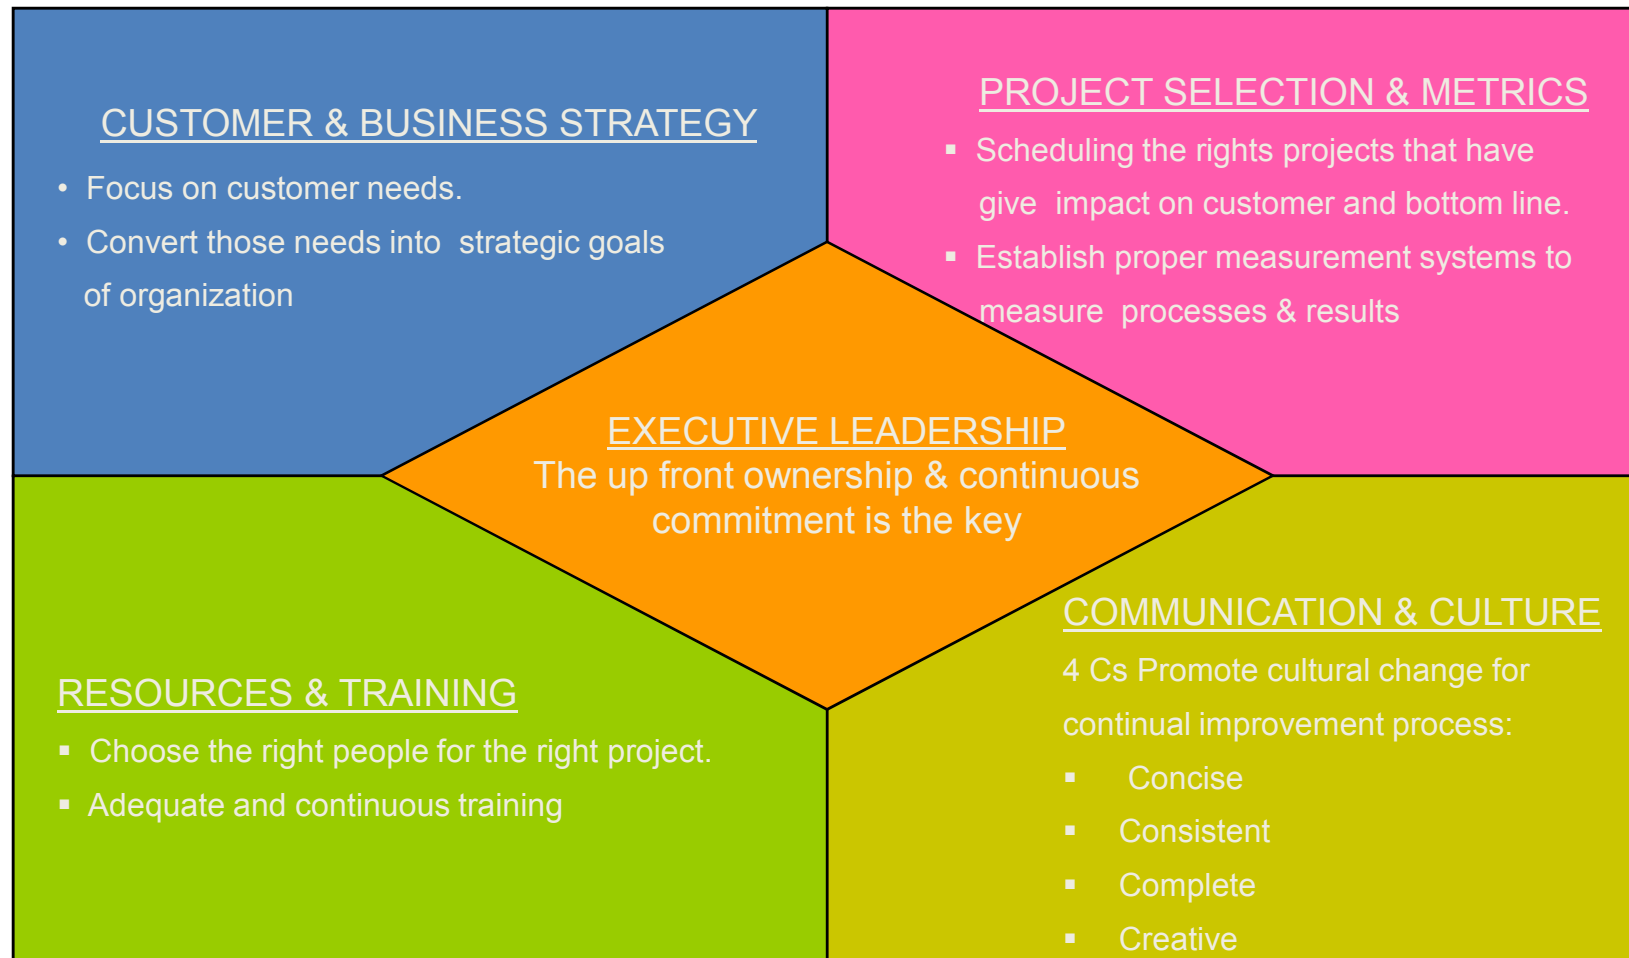 CUSTOMER & BUSINESS STRATEGY
• Focus on customer needs.
• Convert those needs into strategic goals
of organization
PROJECT SELECTION & METRICS
▪ Scheduling the rights projects that have
give impact on customer and bottom line.
▪ Establish proper measurement systems to
measure processes & results
EXECUTIVE LEADERSHIP
The up front ownership & continuous
commitment is the key
RESOURCES & TRAINING
▪ Choose the right people for the right project.
▪ Adequate and continuous training
COMMUNICATION & CULTURE
4 Cs Promote cultural change for
continual improvement process:
▪ Concise
▪ Consistent
▪ Complete
▪ Creative